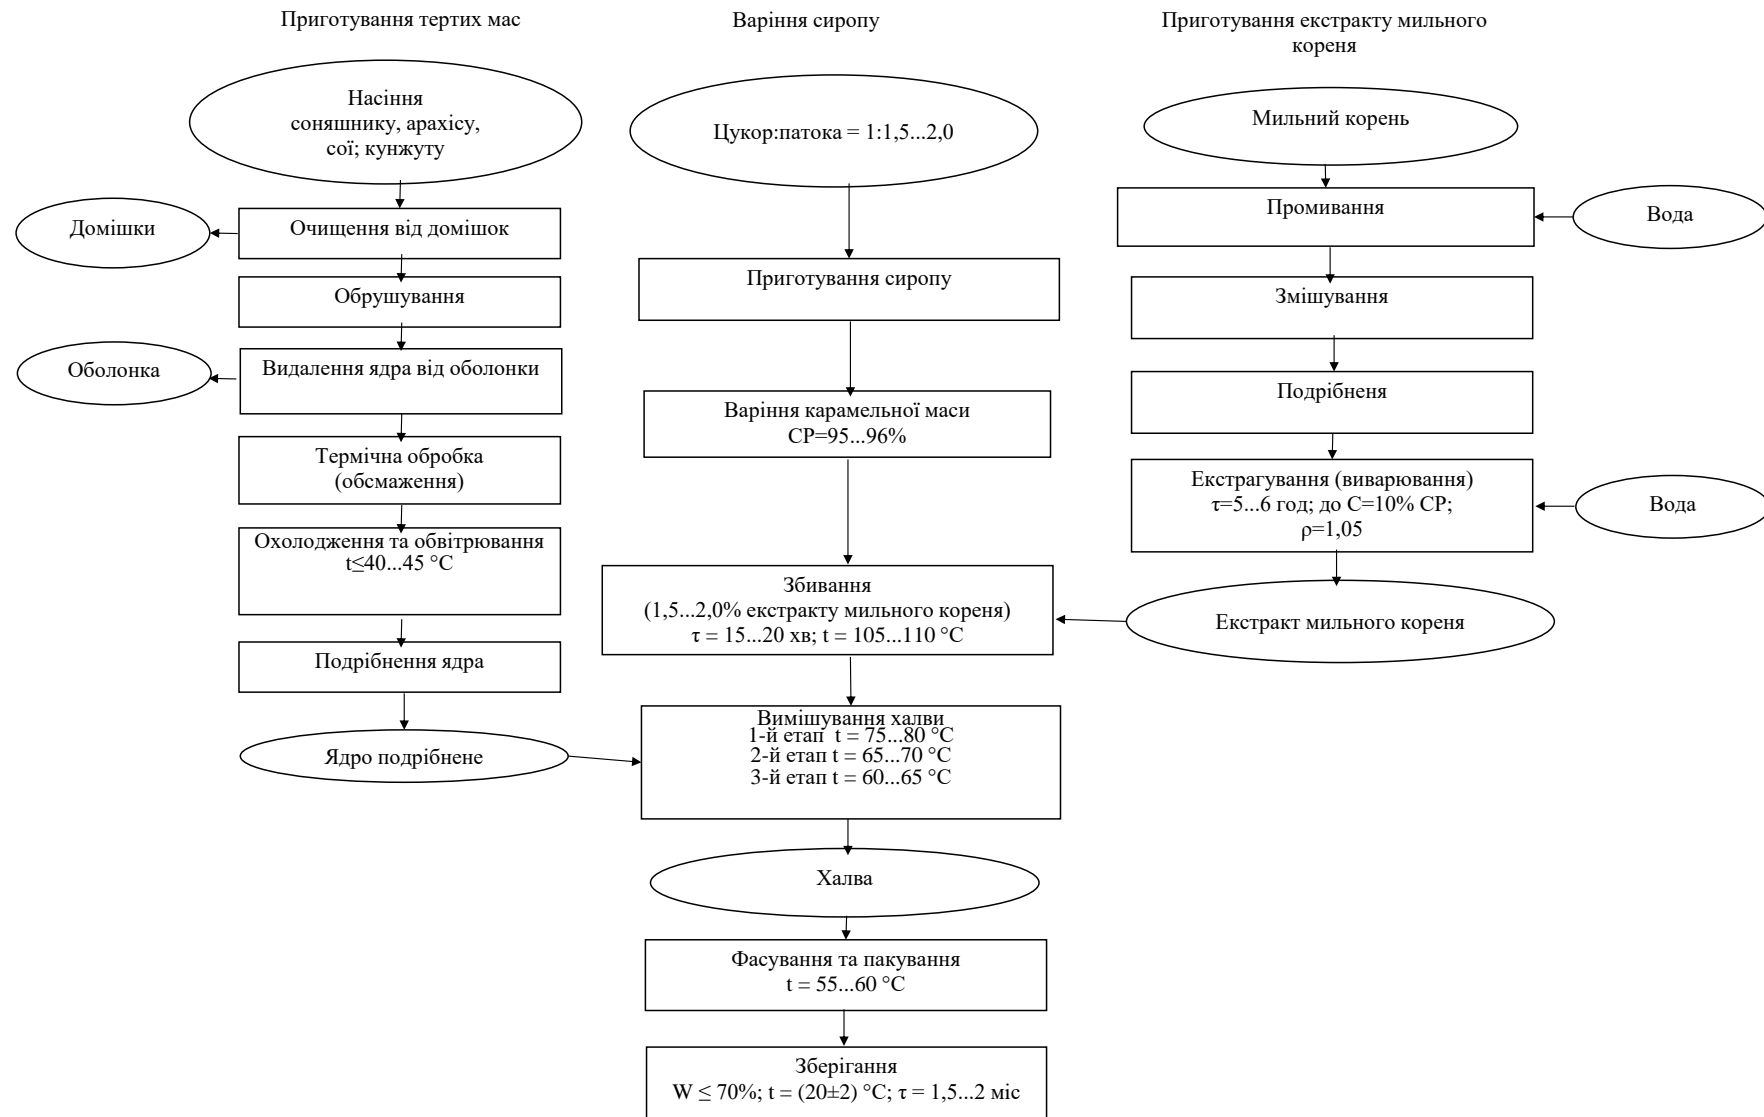 Приготування тертих мас
Насіння
соняшнику, арахісу,
сої; кунжуту
Домішки
Очищення від домішок
Обрушування
Оболонка
Видалення ядра від оболонки
Термічна обробка
(обсмаження)
Охолодження та обвітрювання
t≤40...45 °С
Подрібнення ядра
Ядро подрібнене
Варіння сиропу
Цукор:патока = 1:1,5...2,0
Приготування сиропу
Варіння карамельної маси
СР=95...96%
Збивання
(1,5...2,0% екстракту мильного кореня)
τ = 15...20 хв; t = 105...110 °С
Вимішування халви
1-й етап t = 75...80 °С
2-й етап t = 65...70 °С
3-й етап t = 60...65 °С
Халва
Фасування та пакування
t = 55...60 °С
Зберігання
W ≤ 70%; t = (20±2) °С; τ = 1,5...2 міс
Приготування екстракту мильного
кореня
Мильний корень
Промивання
Вода
Змішування
Подрібненя
Екстрагування (виварювання)
τ=5...6 год; до С=10% СР;
ρ=1,05
Вода
Екстракт мильного кореня